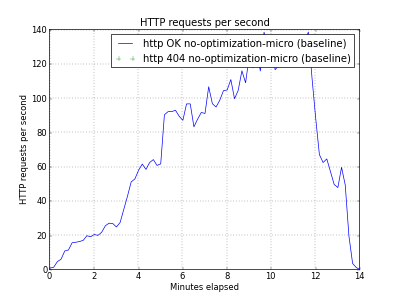 HTTP requests per second
140
120
100
80
60
40
20
0
HTTP requests per second
http OK no-optimization-micro (baseline)
http 404 no-optimization-micro (baseline)
0 2 4 6 8 10 12 14
Minutes elapsed